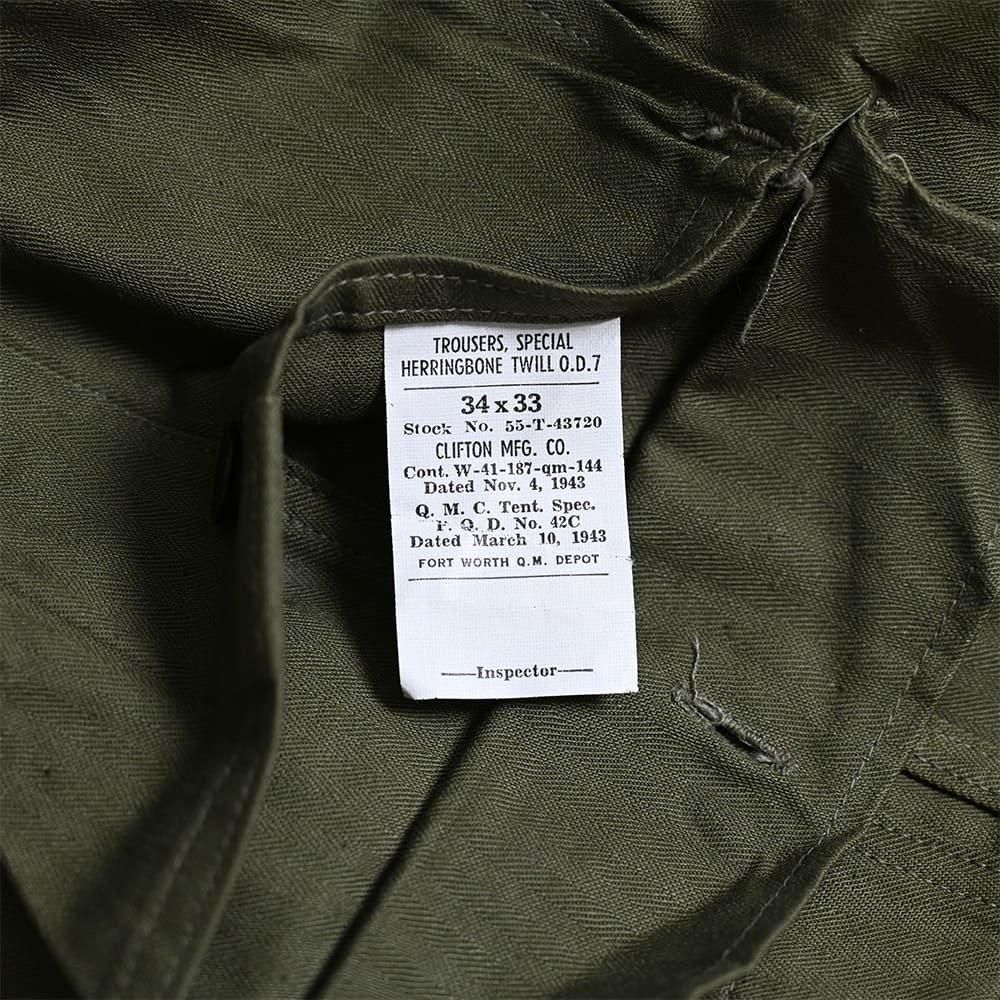 TROUSERS, SPECIAL
HERRINGBONE TWILL O.D.7
34 x 33
Stock No. 55-T-43720
CLIFTON MFG. CO.
Cont. W-41-187-qm-144
Dated Nov. 4, 1943
Q. M. C. Tent. Spec.
P. Q. D. No. 42C
Dated March 10, 1943
FORT WORTH Q.M. DEPOT
Inspector